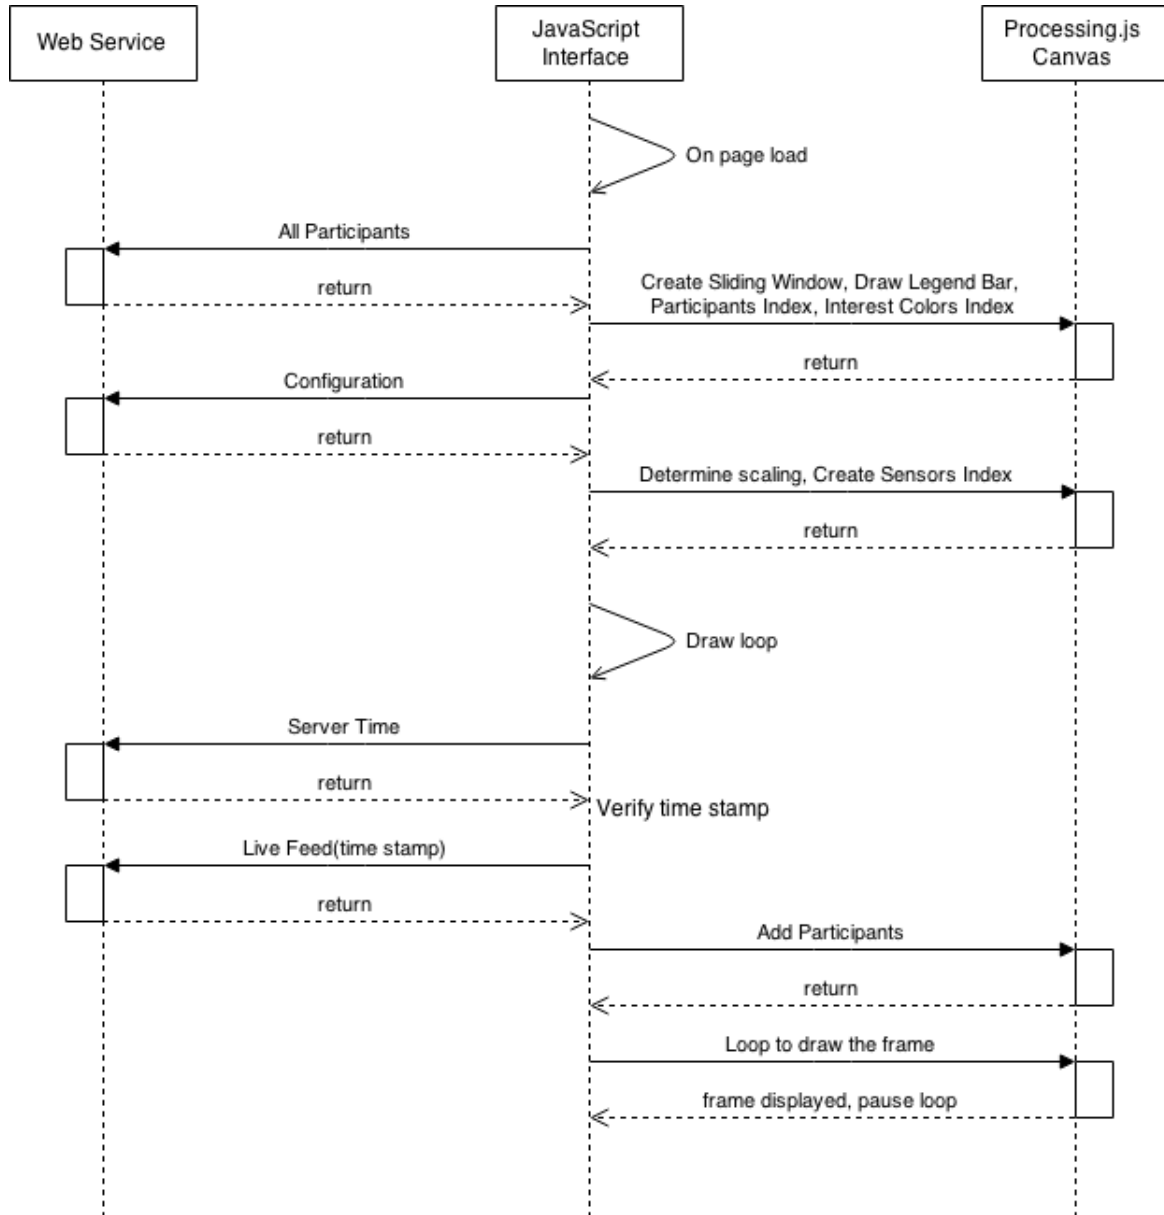 Web Service
JavaScript
Interface
Processing.js
Canvas
On page load
All Participants
return
Create Sliding Window, Draw Legend Bar,
Participants Index, Interest Colors Index
return
Configuration
return
Determine scaling, Create Sensors Index
return
Draw loop
Server Time
return
Verify time stamp
Live Feed(time stamp)
return
Add Participants
return
Loop to draw the frame
frame displayed, pause loop